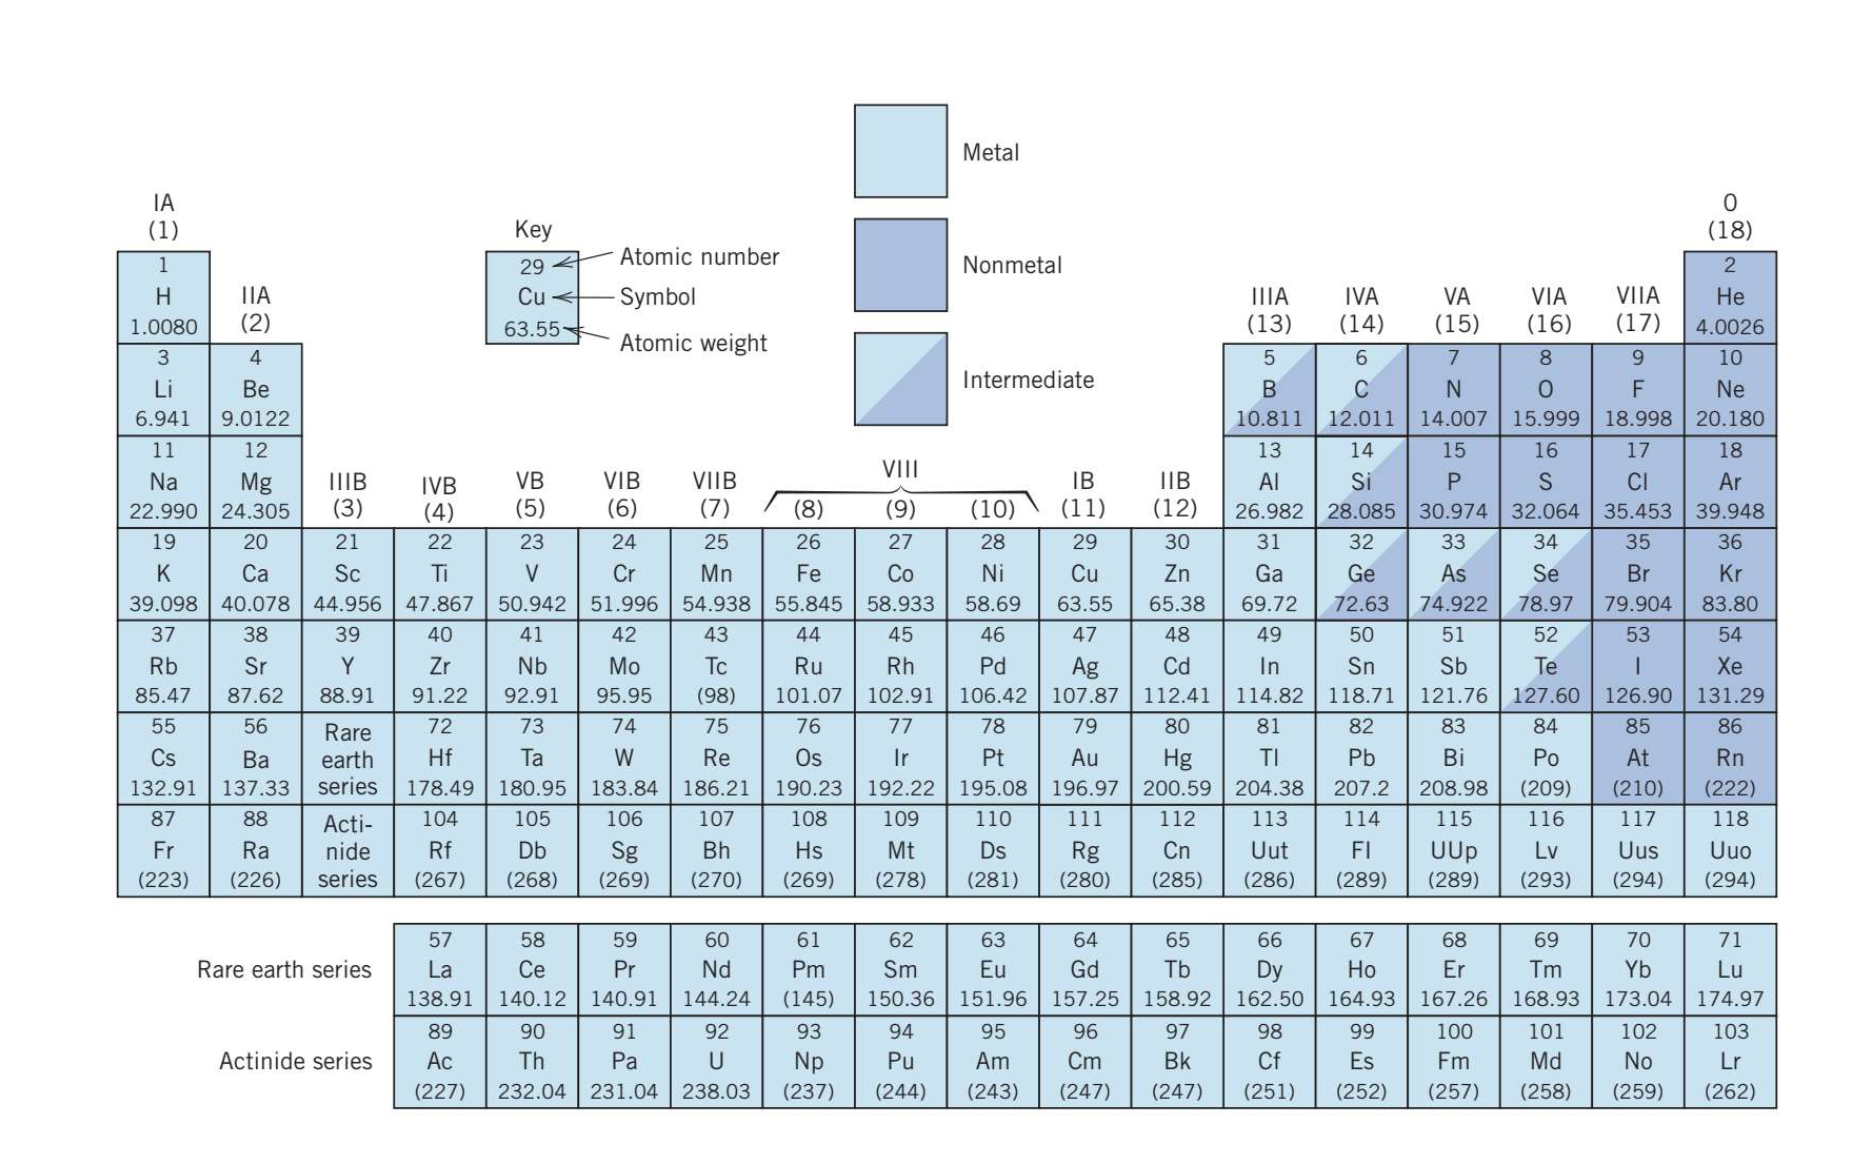 Metal
IA
(1)
0
(18)
Key
Nonmetal
29 Atomic number
Cu Symbol
63.55 Atomic weight
Intermediate
IIA
(2)
IIIA IVA VA VIA VIIA
(13) (14) (15) (16) (17)
1 2
H He
1.0080 4.0026
3 4 5 6 7 8 9 10
Li Be B C N O F Ne
6.941 9.0122 10.811 12.011 14.007 15.999 18.998 20.180
IIIB IVB VB VIB VIIB VIII IB IIB
(3) (4) (5) (6) (7) (8) (9) (10) (11) (12)
11 12 13 14 15 16 17 18
Na Mg Al Si P S Cl Ar
22.990 24.305 26.982 28.085 30.974 32.064 35.453 39.948
19 20 21 22 23 24 25 26 27 28 29 30 31 32 33 34 35 36
K Ca Sc Ti V Cr Mn Fe Co Ni Cu Zn Ga Ge As Se Br Kr
39.098 40.078 44.956 47.867 50.942 51.996 54.938 55.845 58.933 58.69 63.55 65.38 69.72 72.63 74.922 78.97 79.904 83.80
37 38 39 40 41 42 43 44 45 46 47 48 49 50 51 52 53 54
Rb Sr Y Zr Nb Mo Tc Ru Rh Pd Ag Cd In Sn Sb Te I Xe
85.47 87.62 88.91 91.22 92.91 95.95 (98) 101.07 102.91 106.42 107.87 112.41 114.82 118.71 121.76 127.60 126.90 131.29
55 56 Rare 72 73 74 75 76 77 78 79 80 81 82 83 84 85 86
Cs Ba earth Hf Ta W Re Os Ir Pt Au Hg Tl Pb Bi Po At Rn
132.91 137.33 series 178.49 180.95 183.84 186.21 190.23 192.22 195.08 196.97 200.59 204.38 207.2 208.98 (209) (210) (222)
87 88 Acti- 104 105 106 107 108 109 110 111 112 113 114 115 116 117 118
Fr Ra nide Rf Db Sg Bh Hs Mt Ds Rg Cn Uut Fl UUp Lv Uus Uuo
(223) (226) series (267) (268) (269) (270) (269) (278) (281) (280) (285) (286) (289) (289) (293) (294) (294)
57 58 59 60 61 62 63 64 65 66 67 68 69 70 71
Rare earth series La Ce Pr Nd Pm Sm Eu Gd Tb Dy Ho Er Tm Yb Lu
138.91 140.12 140.91 144.24 (145) 150.36 151.96 157.25 158.92 162.50 164.93 167.26 168.93 173.04 174.97
89 90 91 92 93 94 95 96 97 98 99 100 101 102 103
Actinide series Ac Th Pa U Np Pu Am Cm Bk Cf Es Fm Md No Lr
(227) 232.04 231.04 238.03 (237) (244) (243) (247) (247) (251) (252) (257) (258) (259) (262)